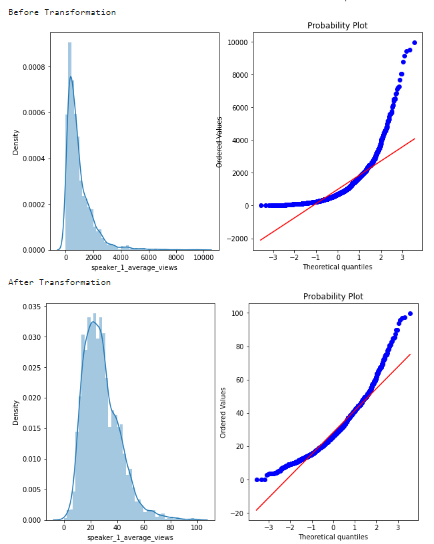 Before Transformation
Probability Plot
Density
0.0008
0.0006
0.0004
0.0002
0.0000
0 2000 4000 6000 8000 10000
speaker_1_average_views
Ordered Values
10000
8000
6000
4000
2000
0
−2000
−3 −2 −1 0 1 2 3
Theoretical quantiles
After Transformation
Probability Plot
Density
0.035
0.030
0.025
0.020
0.015
0.010
0.005
0.000
0 20 40 60 80 100
speaker_1_average_views
Ordered Values
100
80
60
40
20
0
−20
−3 −2 −1 0 1 2 3
Theoretical quantiles